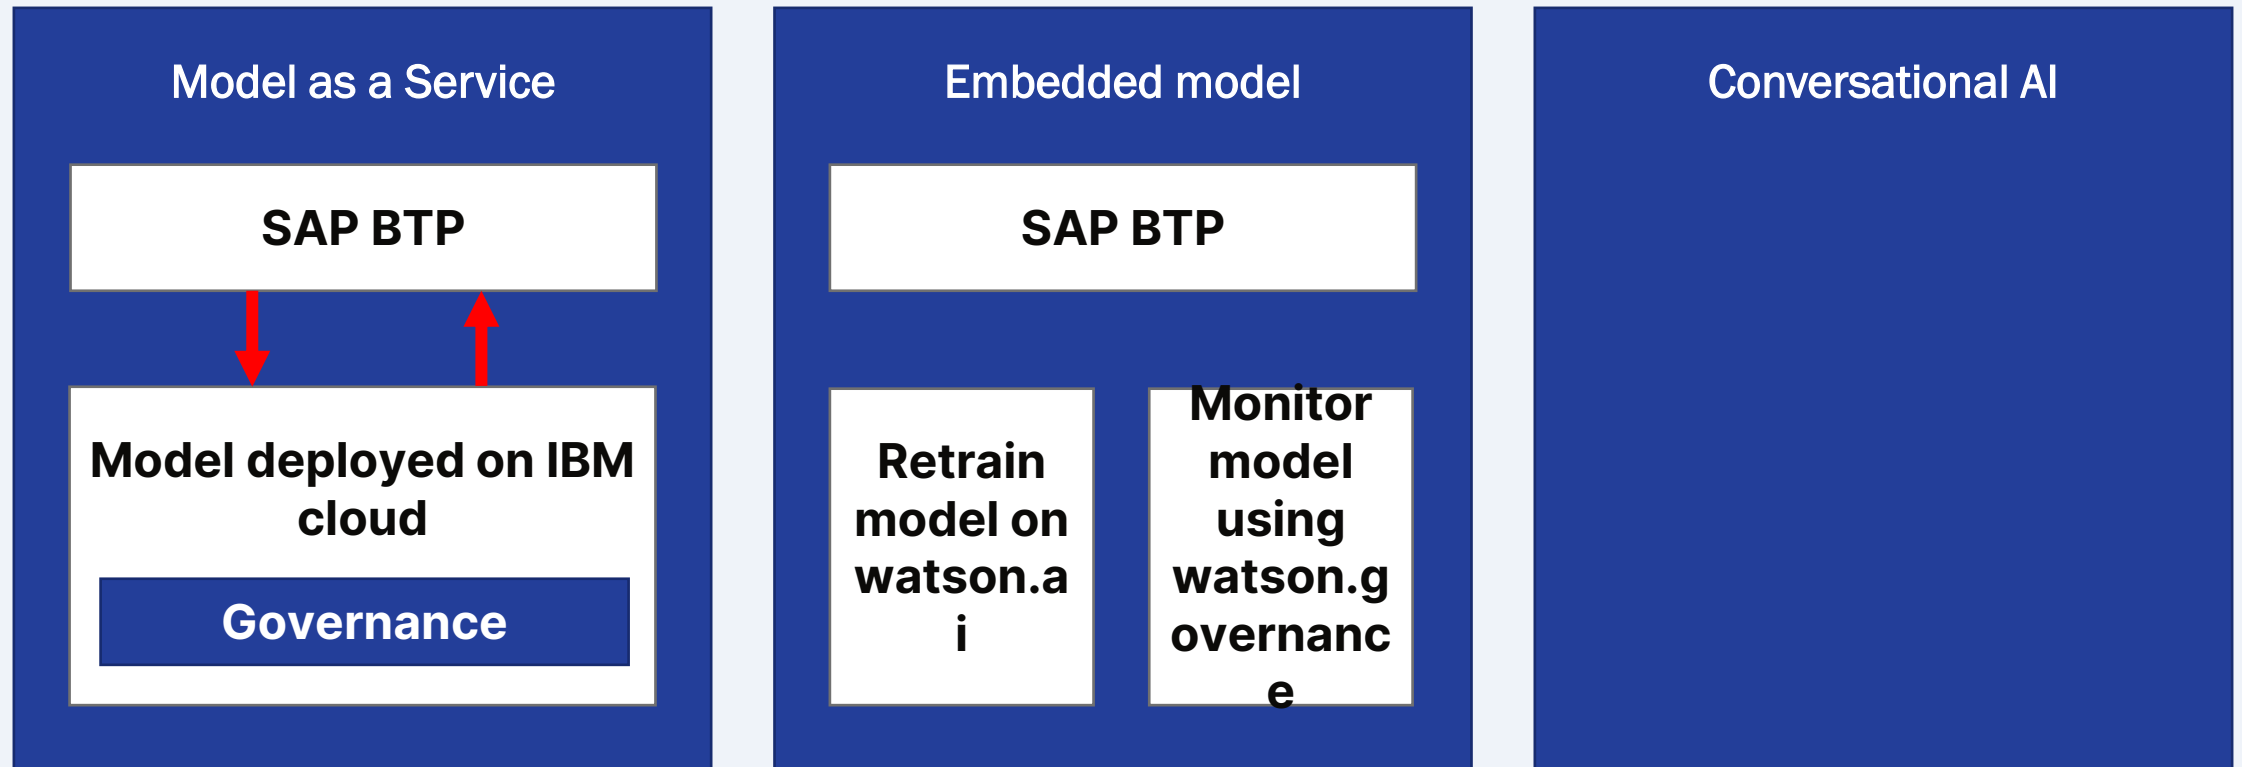 Model as a Service
SAP BTP
Model deployed on IBM
cloud
Governance
Embedded model
SAP BTP
Retrain
model on
watson.a
i
Monitor
model
using
watson.g
overnanc
e
Conversational AI